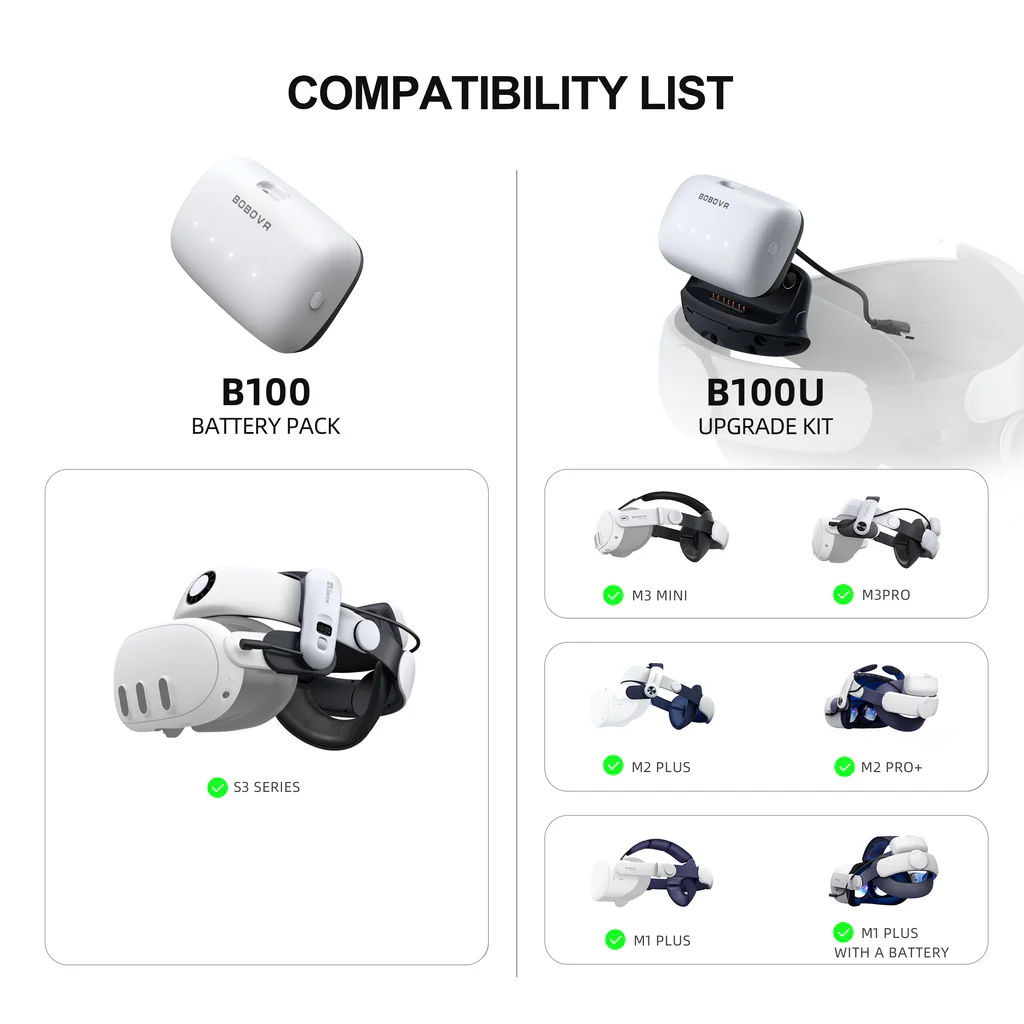 COMPATIBILITY LIST
BOBOVR
B100
BATTERY PACK
BOBOVR
B100U
UPGRADE KIT
S3 SERIES
M3 MINI
M3PRO
M2 PLUS
M2 PRO+
M1 PLUS
M1 PLUS
WITH A BATTERY